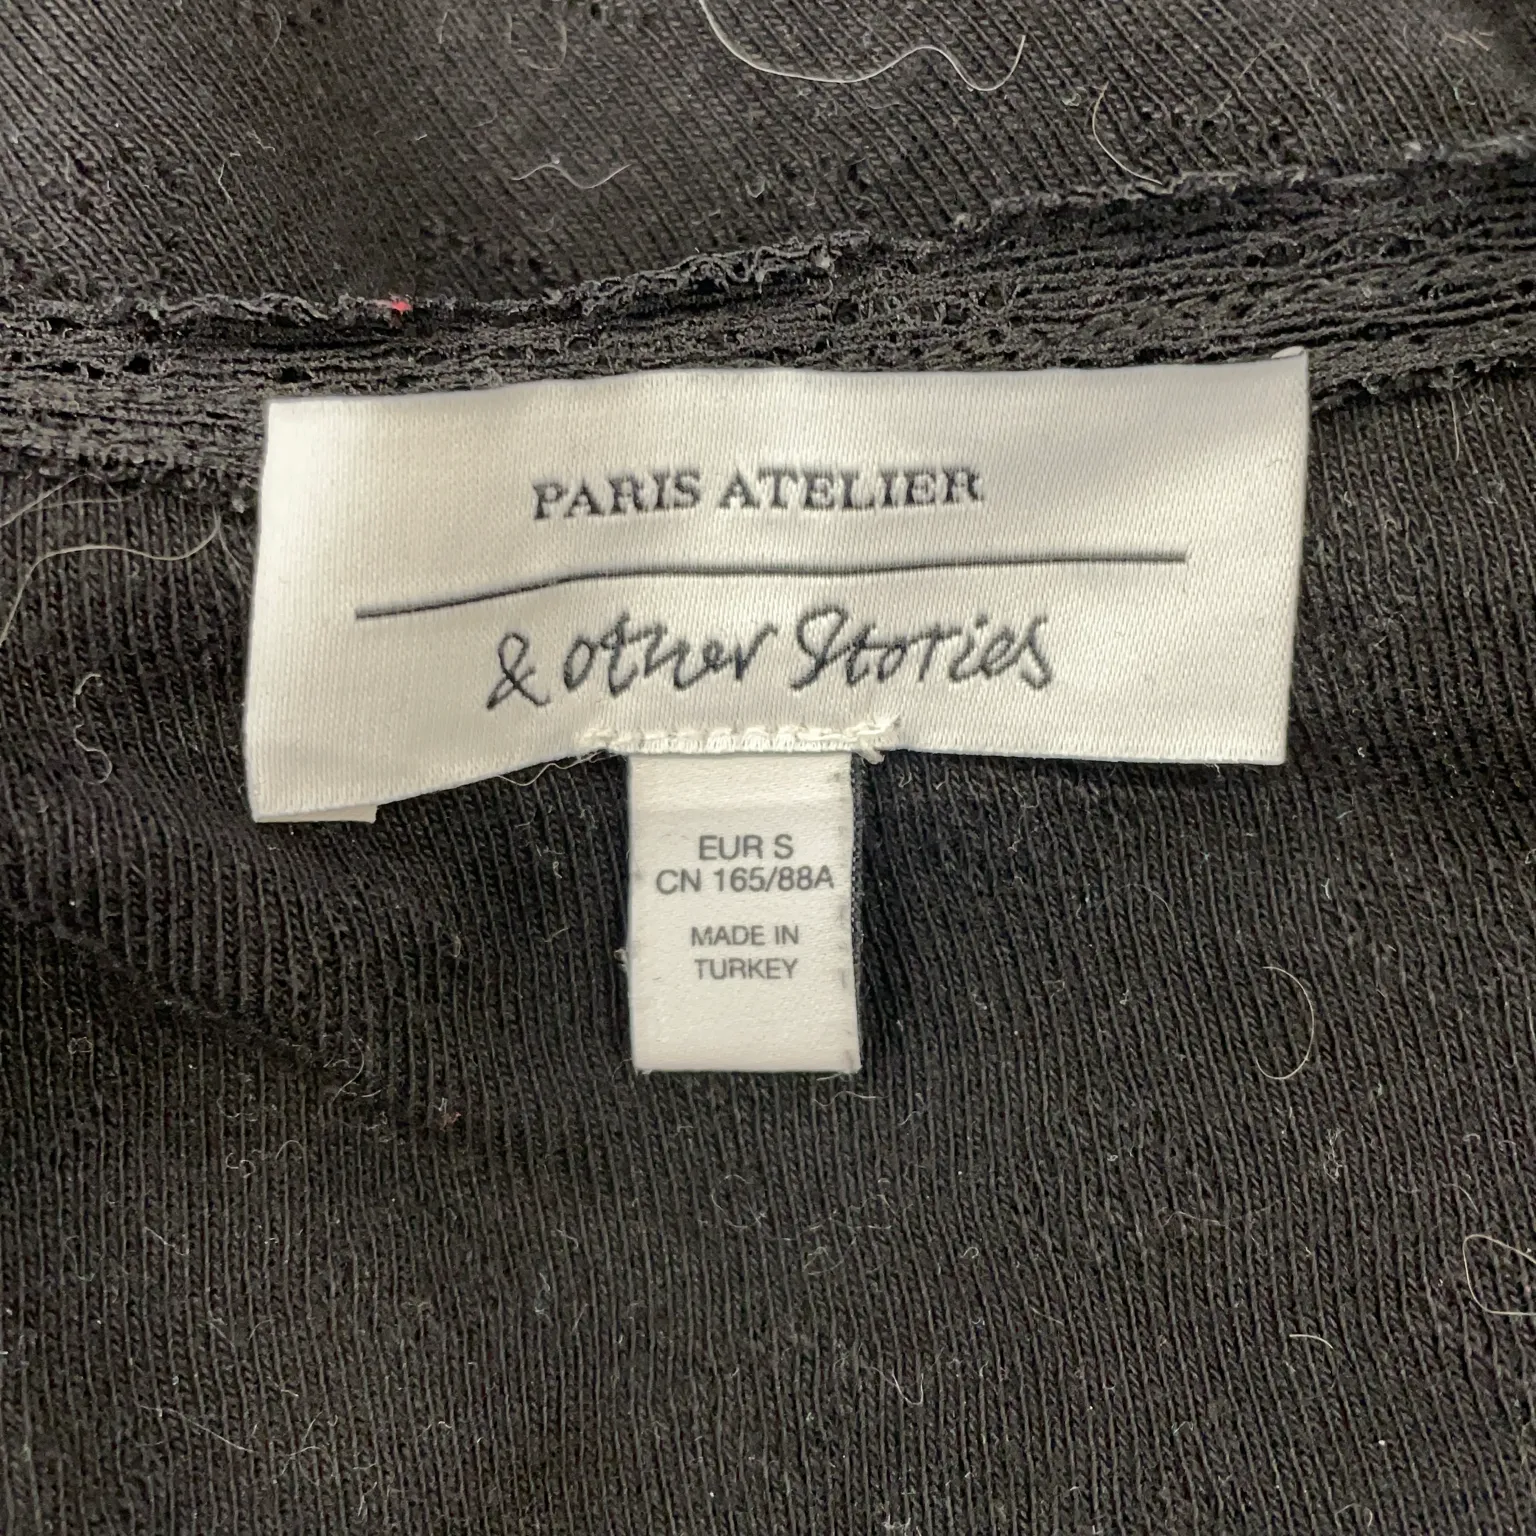 PARIS ATELIER
& other Stories
EUR S
CN 165/88A
MADE IN
TURKEY